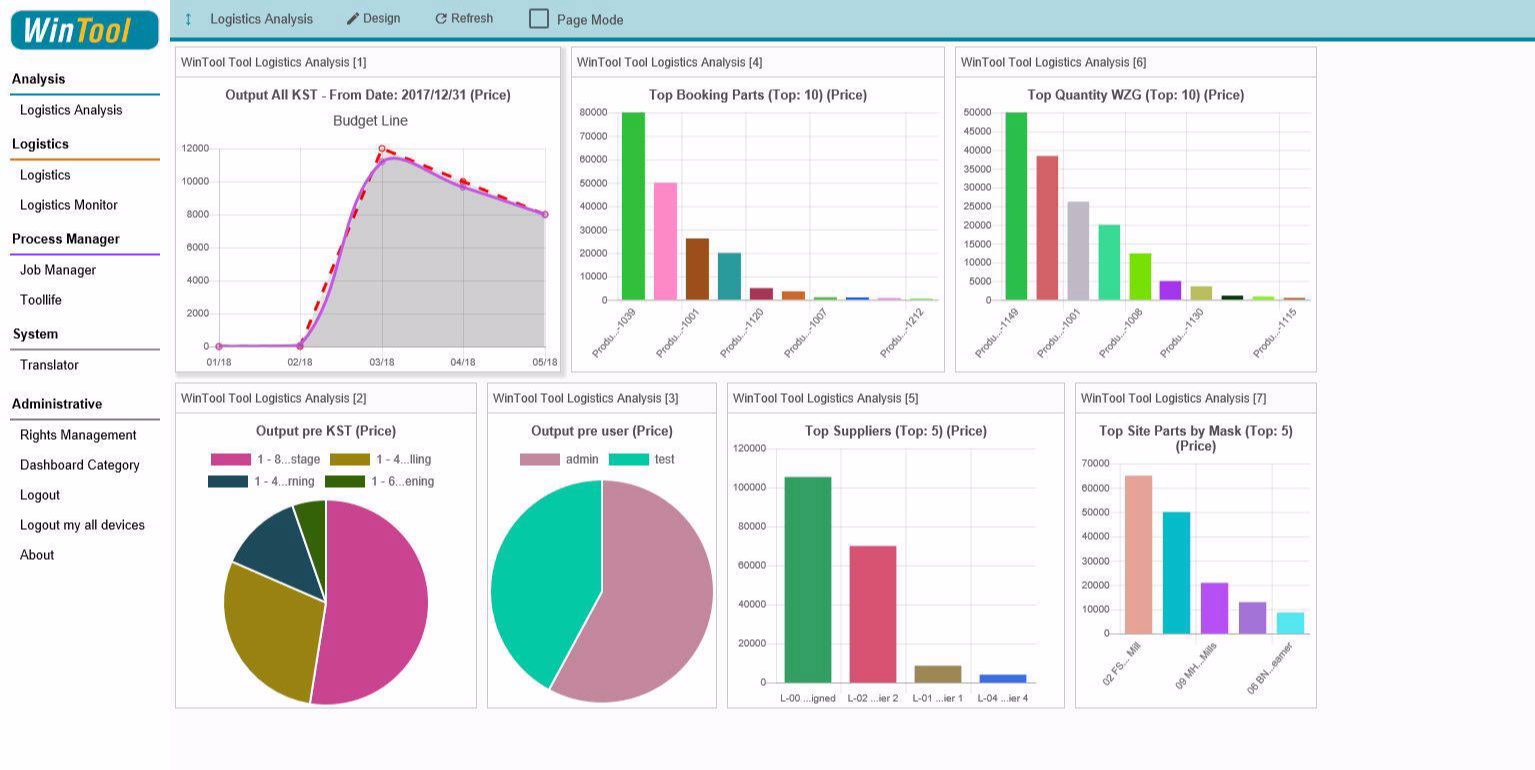 WinTool
Logistics Analysis
Design
Refresh
Page Mode
Analysis
Logistics Analysis
Logistics
Logistics
Logistics Monitor
Process Manager
Job Manager
Toollife
System
Translator
Administrative
Rights Management
Dashboard Category
Logout
Logout my all devices
About
WinTool Tool Logistics Analysis [1]
Output All KST - From Date: 2017/12/31 (Price)
Budget Line
12000
10000
8000
6000
4000
2000
0
01/18 02/18 03/18 04/18 05/18
WinTool Tool Logistics Analysis [4]
Top Booking Parts (Top: 10) (Price)
80000
70000
60000
50000
40000
30000
20000
10000
0
Produ...-1039 Produ...-1001 Produ...-1120 Produ...-1007 Produ...-1212
WinTool Tool Logistics Analysis [6]
Top Quantity WZG (Top: 10) (Price)
50000
45000
40000
35000
30000
25000
20000
15000
10000
5000
0
Produ...-1149 Produ...-1001 Produ...-1008 Produ...-1130 Produ...-1115
WinTool Tool Logistics Analysis [2]
Output pre KST (Price)
1 - 8...stage 1 - 4...lling
1 - 4...rning 1 - 6...ening
WinTool Tool Logistics Analysis [3]
Output pre user (Price)
admin test
WinTool Tool Logistics Analysis [5]
Top Suppliers (Top: 5) (Price)
120000
100000
80000
60000
40000
20000
0
L-00 ...igned L-02 ...ier 2 L-01 ...ier 1 L-04 ...ier 4
WinTool Tool Logistics Analysis [7]
Top Site Parts by Mask (Top: 5)
(Price)
70000
60000
50000
40000
30000
20000
10000
0
02 FS... Mill 09 MH...Mills 06 BN...eamer